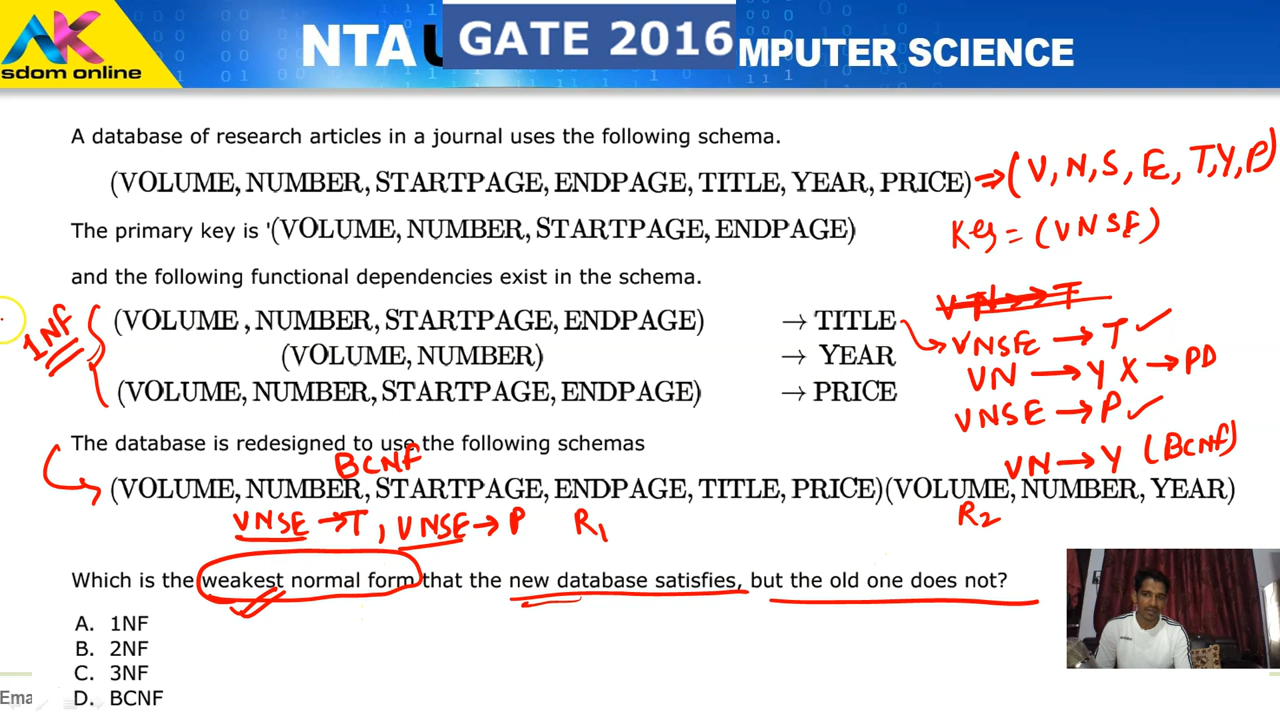 AK
sdom online
NTA U
GATE 2016
MPUTER SCIENCE
A database of research articles in a journal uses the following schema.
(VOLUME, NUMBER, STARTPAGE, ENDPAGE, TITLE, YEAR, PRICE) ⇒ (V, N, S, E, T, Y, P)
The primary key is '(VOLUME, NUMBER, STARTPAGE, ENDPAGE)
Key = (VNSE)
and the following functional dependencies exist in the schema.
1NF
(VOLUME , NUMBER, STARTPAGE, ENDPAGE) → TITLE
VNSE → T ✓
(VOLUME, NUMBER) → YEAR
VN → Y X → PD
(VOLUME, NUMBER, STARTPAGE, ENDPAGE) → PRICE
VNSE → P ✓
The database is redesigned to use the following schemas
BCNF
VN → Y (BCNF)
(VOLUME, NUMBER, STARTPAGE, ENDPAGE, TITLE, PRICE)(VOLUME, NUMBER, YEAR)
VNSE → T, VNSE → P R1 R2
Which is the weakest normal form that the new database satisfies, but the old one does not?
A. 1NF
B. 2NF
C. 3NF
D. BCNF
Ema